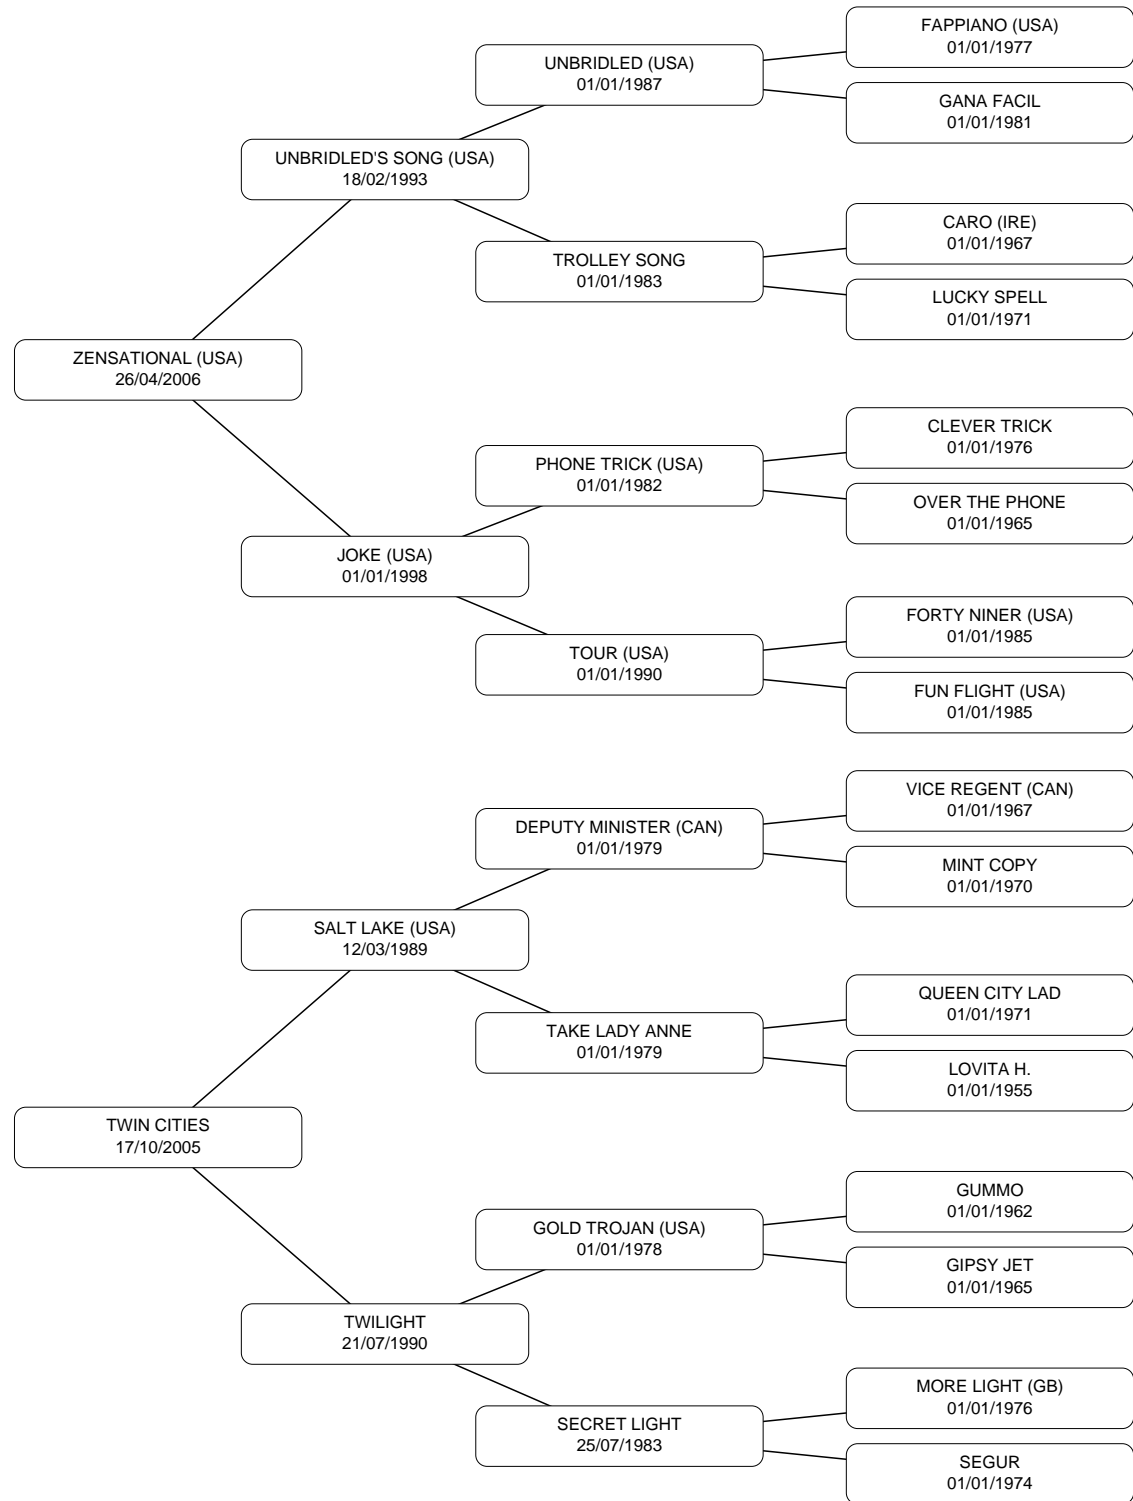 FAPPIANO (USA)
01/01/1977
UNBRIDLED (USA)
01/01/1987
GANA FACIL
01/01/1981
UNBRIDLED'S SONG (USA)
18/02/1993
CARO (IRE)
01/01/1967
TROLLEY SONG
01/01/1983
LUCKY SPELL
01/01/1971
ZENSATIONAL (USA)
26/04/2006
CLEVER TRICK
01/01/1976
PHONE TRICK (USA)
01/01/1982
OVER THE PHONE
01/01/1965
JOKE (USA)
01/01/1998
FORTY NINER (USA)
01/01/1985
TOUR (USA)
01/01/1990
FUN FLIGHT (USA)
01/01/1985
VICE REGENT (CAN)
01/01/1967
DEPUTY MINISTER (CAN)
01/01/1979
MINT COPY
01/01/1970
SALT LAKE (USA)
12/03/1989
QUEEN CITY LAD
01/01/1971
TAKE LADY ANNE
01/01/1979
LOVITA H.
01/01/1955
TWIN CITIES
17/10/2005
GUMMO
01/01/1962
GOLD TROJAN (USA)
01/01/1978
GIPSY JET
01/01/1965
TWILIGHT
21/07/1990
MORE LIGHT (GB)
01/01/1976
SECRET LIGHT
25/07/1983
SEGUR
01/01/1974